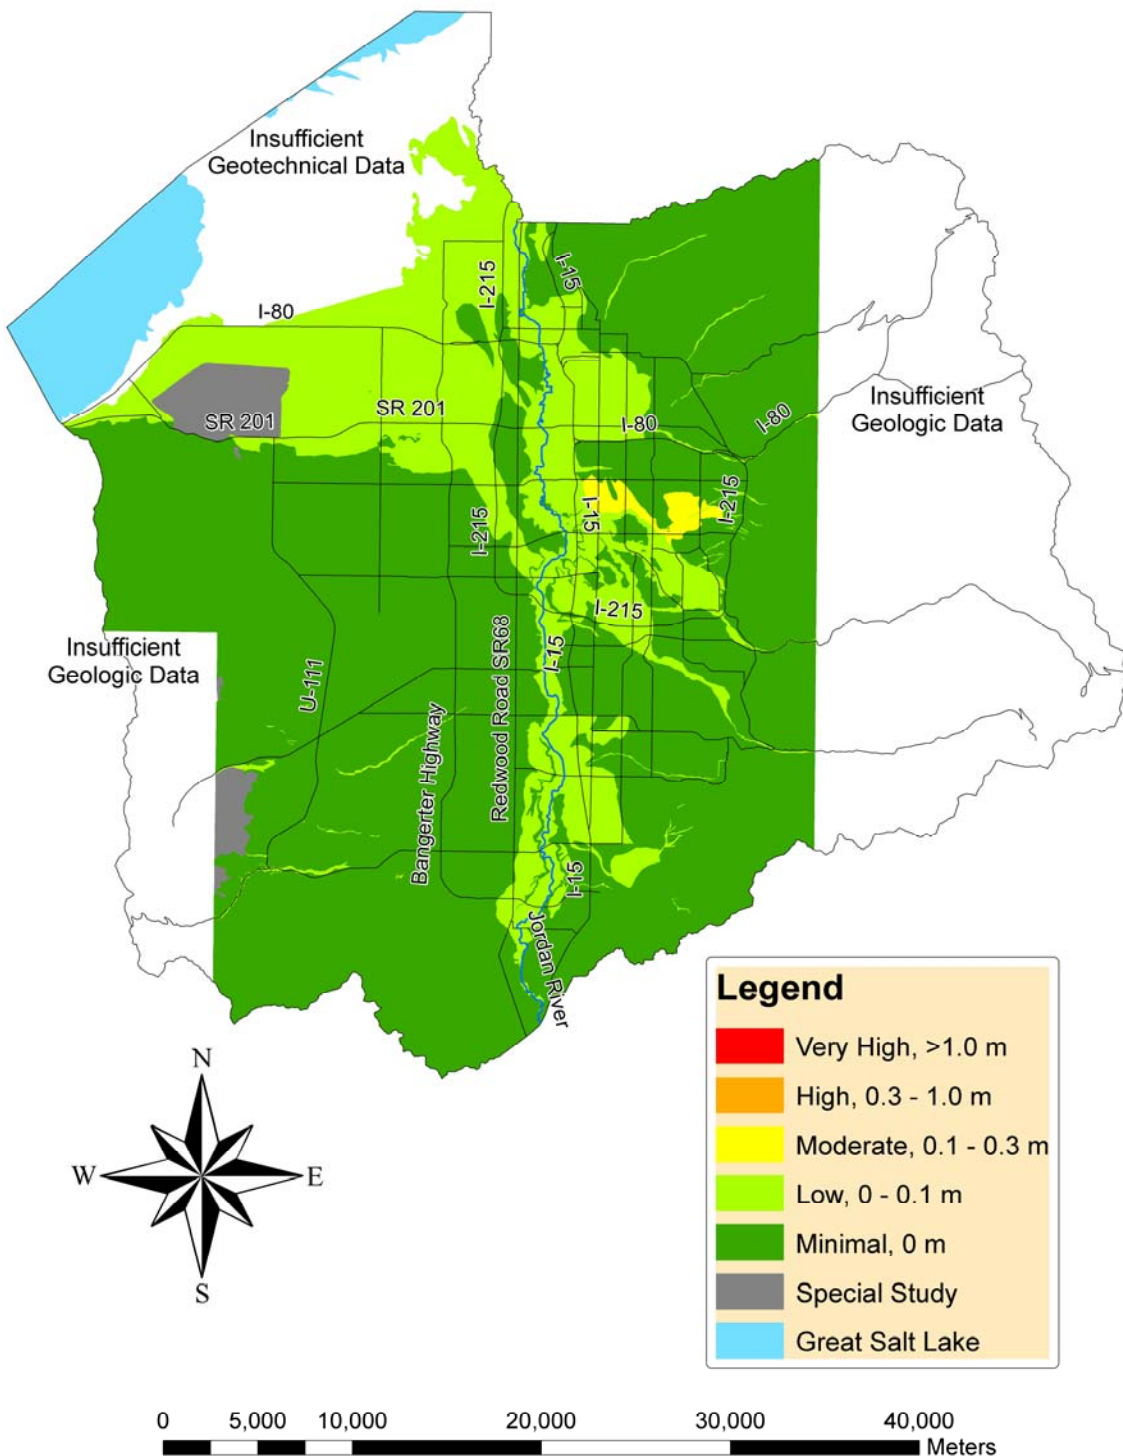 Insufficient
Geotechnical Data
I-15
I-215
I-80
Insufficient
Geologic Data
SR 201
SR 201
I-80
I-80
I-215
I-15
I-215
I-215
Insufficient
Geologic Data
U-111
Redwood Road SR68
I-15
Bangerter Highway
I-15
Jordan River
Legend
Very High, >1.0 m
High, 0.3 - 1.0 m
Moderate, 0.1 - 0.3 m
Low, 0 - 0.1 m
Minimal, 0 m
Special Study
Great Salt Lake
N
W
E
S
0 5,000 10,000 20,000 30,000 40,000
Meters